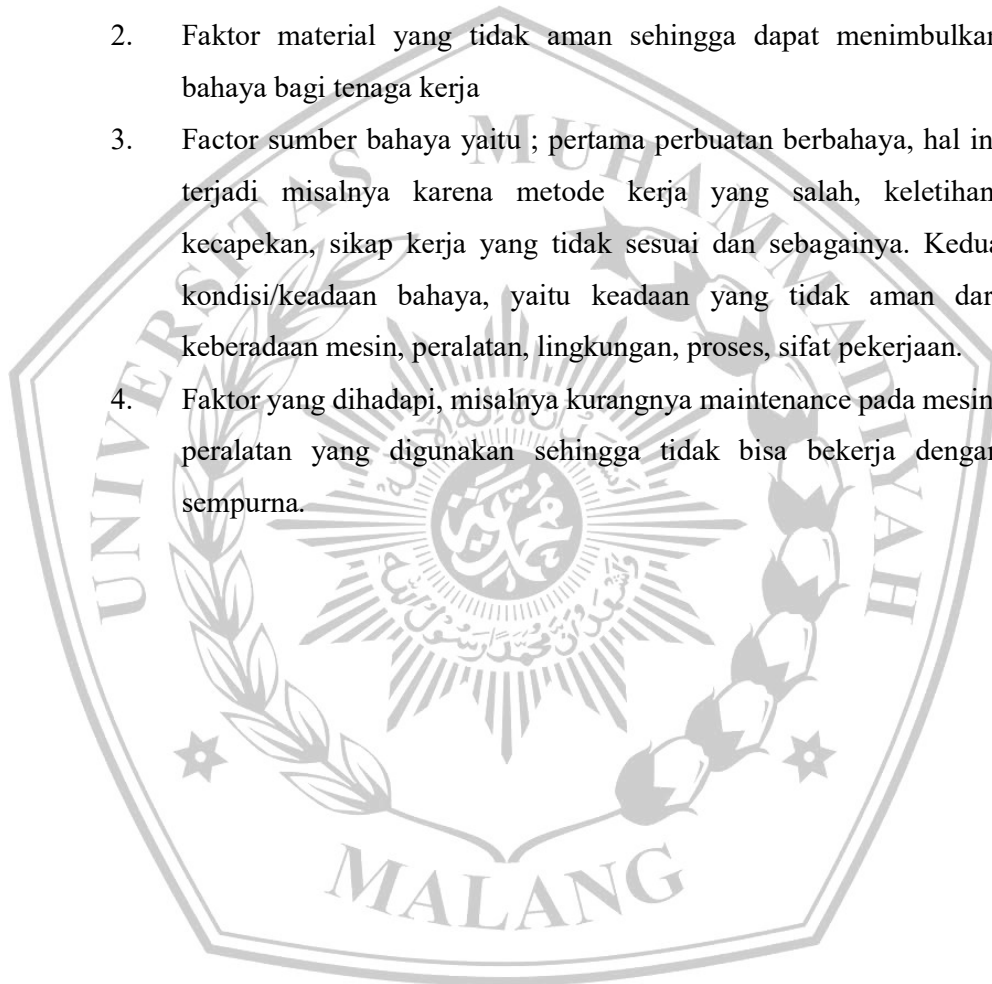 2. Faktor material yang tidak aman sehingga dapat menimbulkan
bahaya bagi tenaga kerja
3. Factor sumber bahaya yaitu ; pertama perbuatan berbahaya, hal in
terjadi misalnya karena metode kerja yang salah, keletihan
kecapekan, sikap kerja yang tidak sesuai dan sebagainya. Kedua
kondisi/keadaan bahaya, yaitu keadaan yang tidak aman dar
keberadaan mesin, peralatan, lingkungan, proses, sifat pekerjaan.
4. Faktor yang dihadapi, misalnya kurangnya maintenance pada mesin
peralatan yang digunakan sehingga tidak bisa bekerja dengan
sempurna.
UNIVERSITAS MUHAMMADIYAH
MALANG